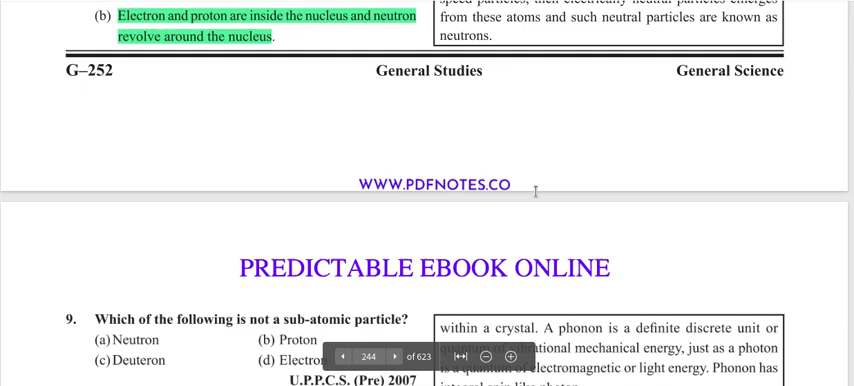 (b) Electron and proton are inside the nucleus and neutron
revolve around the nucleus.
from these atoms and such neutral particles are known as
neutrons.
G–252 General Studies General Science
WWW.PDFNOTES.CO
PREDICTABLE EBOOK ONLINE
9. Which of the following is not a sub-atomic particle?
(a) Neutron (b) Proton
(c) Deuteron (d) Electron
U.P.P.C.S. (Pre) 2007
within a crystal. A phonon is a definite discrete unit or
vibrational mechanical energy, just as a photon
electromagnetic or light energy. Phonon has
244 of 623